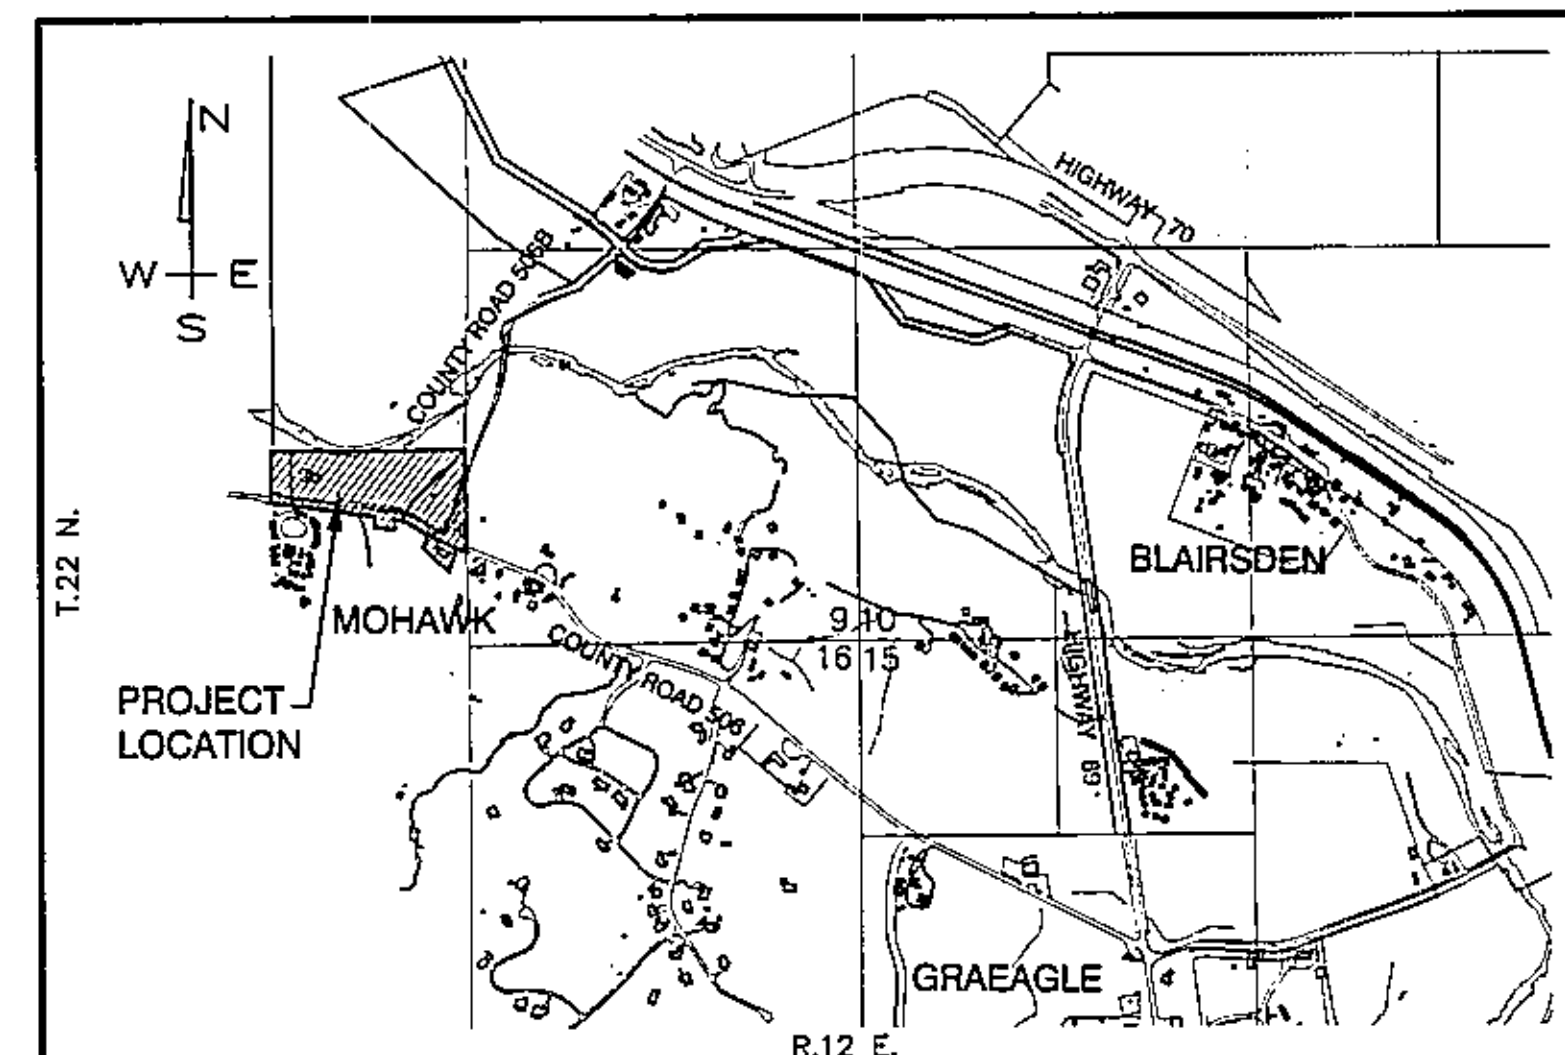 N
HIGHWAY 70
W E
S
COUNTY ROAD 506B
T.22 N.
BLAIRSDEN
MOHAWK
9 10
16 15
COUNTY ROAD 506
HIGHWAY 89
PROJECT
LOCATION
GRAEAGLE
R.12 E.